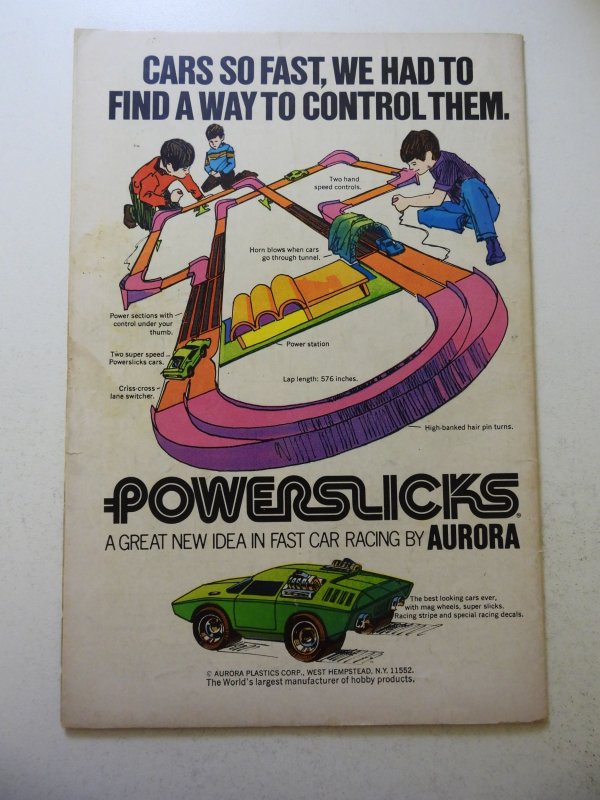 CARS SO FAST, WE HAD TO
FIND A WAY TO CONTROL THEM.
Two hand
speed controls.
Horn blows when cars
go through tunnel.
Power sections with
control under your
thumb.
Power station
Two super speed
Powerslicks cars.
Lap length: 576 inches.
Criss-cross
lane switcher.
High-banked hair pin turns.
POWERSLICKS®
A GREAT NEW IDEA IN FAST CAR RACING BY AURORA
The best looking cars ever,
with mag wheels, super slicks.
Racing stripe and special racing decals.
© AURORA PLASTICS CORP., WEST HEMPSTEAD, N.Y. 11552.
The World's largest manufacturer of hobby products.